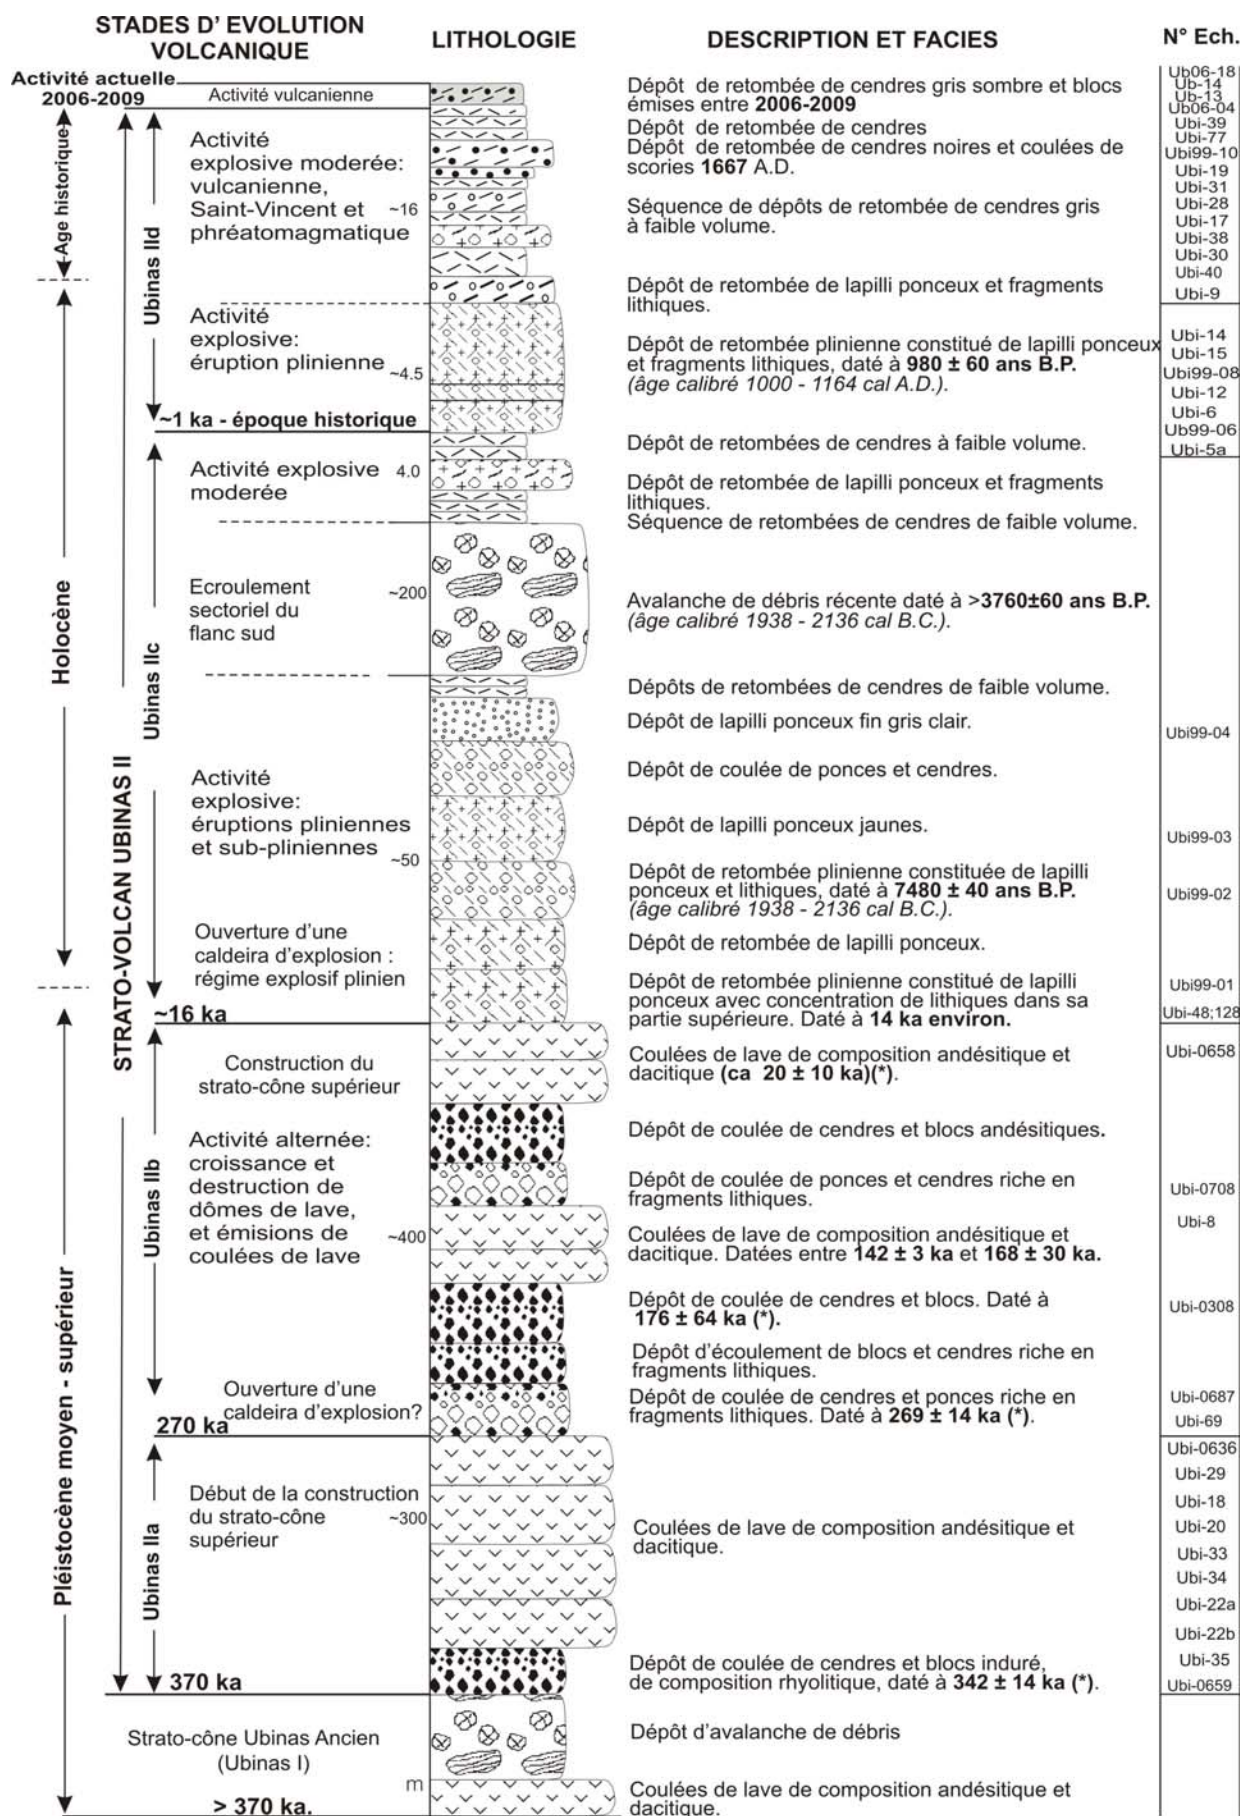 STADES D' EVOLUTION
VOLCANIQUE
LITHOLOGIE
DESCRIPTION ET FACIES
N° Ech.
Activité actuelle
2006-2009
Activité vulcanienne
Age historique
Holocène
Pléistocène moyen - supérieur
STRATO-VOLCAN UBINAS II
Ubinas IId
Ubinas IIc
Ubinas IIb
Ubinas IIa
Activité
explosive moderée:
vulcanienne,
Saint-Vincent et
phréatomagmatique
~16
Activité
explosive:
éruption plinienne
~4.5
~1 ka - époque historique
Activité explosive
moderée
4.0
Ecroulement
sectoriel du
flanc sud
~200
Activité
explosive:
éruptions pliniennes
et sub-pliniennes
~50
Ouverture d'une
caldeira d'explosion :
régime explosif plinien
~16 ka
Construction du
strato-cône supérieur
Activité alternée:
croissance et
destruction de
dômes de lave,
et émisions de
coulées de lave
~400
Ouverture d'une
caldeira d'explosion?
270 ka
Début de la construction
du strato-cône
supérieur
~300
370 ka
Strato-cône Ubinas Ancien
(Ubinas I)
m
> 370 ka.
Dépôt de retombée de cendres gris sombre et blocs
émises entre 2006-2009
Dépôt de retombée de cendres
Dépôt de retombée de cendres noires et coulées de
scories 1667 A.D.
Séquence de dépôts de retombée de cendres gris
à faible volume.
Dépôt de retombée de lapilli ponceux et fragments
lithiques.
Dépôt de retombée plinienne constitué de lapilli ponceux
et fragments lithiques, daté à 980 ± 60 ans B.P.
(âge calibré 1000 - 1164 cal A.D.).
Dépôt de retombées de cendres à faible volume.
Dépôt de retombée de lapilli ponceux et fragments
lithiques.
Séquence de retombées de cendres de faible volume.
Avalanche de débris récente daté à >3760±60 ans B.P.
(âge calibré 1938 - 2136 cal B.C.).
Dépôts de retombées de cendres de faible volume.
Dépôt de lapilli ponceux fin gris clair.
Dépôt de coulée de ponces et cendres.
Dépôt de lapilli ponceux jaunes.
Dépôt de retombée plinienne constituée de lapilli
ponceux et lithiques, daté à 7480 ± 40 ans B.P.
(âge calibré 1938 - 2136 cal B.C.).
Dépôt de retombée de lapilli ponceux.
Dépôt de retombée plinienne constitué de lapilli
ponceux avec concentration de lithiques dans sa
partie supérieure. Daté à 14 ka environ.
Coulées de lave de composition andésitique et
dacitique (ca 20 ± 10 ka)(*).
Dépôt de coulée de cendres et blocs andésitiques.
Dépôt de coulée de ponces et cendres riche en
fragments lithiques.
Coulées de lave de composition andésitique et
dacitique. Datées entre 142 ± 3 ka et 168 ± 30 ka.
Dépôt de coulée de cendres et blocs. Daté à
176 ± 64 ka (*).
Dépôt d'écoulement de blocs et cendres riche en
fragments lithiques.
Dépôt de coulée de cendres et ponces riche en
fragments lithiques. Daté à 269 ± 14 ka (*).
Coulées de lave de composition andésitique et
dacitique.
Dépôt de coulée de cendres et blocs induré,
de composition rhyolitique, daté à 342 ± 14 ka (*).
Dépôt d'avalanche de débris
Coulées de lave de composition andésitique et
dacitique.
Ub06-18
Ub-14
Ub-13
Ub06-04
Ubi-39
Ubi-77
Ubi99-10
Ubi-19
Ubi-31
Ubi-28
Ubi-17
Ubi-38
Ubi-30
Ubi-40
Ubi-9
Ubi-14
Ubi-15
Ubi99-08
Ubi-12
Ubi-6
Ub99-06
Ubi-5a
Ubi99-04
Ubi99-03
Ubi99-02
Ubi99-01
Ubi-48;128
Ubi-0658
Ubi-0708
Ubi-8
Ubi-0308
Ubi-0687
Ubi-69
Ubi-0636
Ubi-29
Ubi-18
Ubi-20
Ubi-33
Ubi-34
Ubi-22a
Ubi-22b
Ubi-35
Ubi-0659